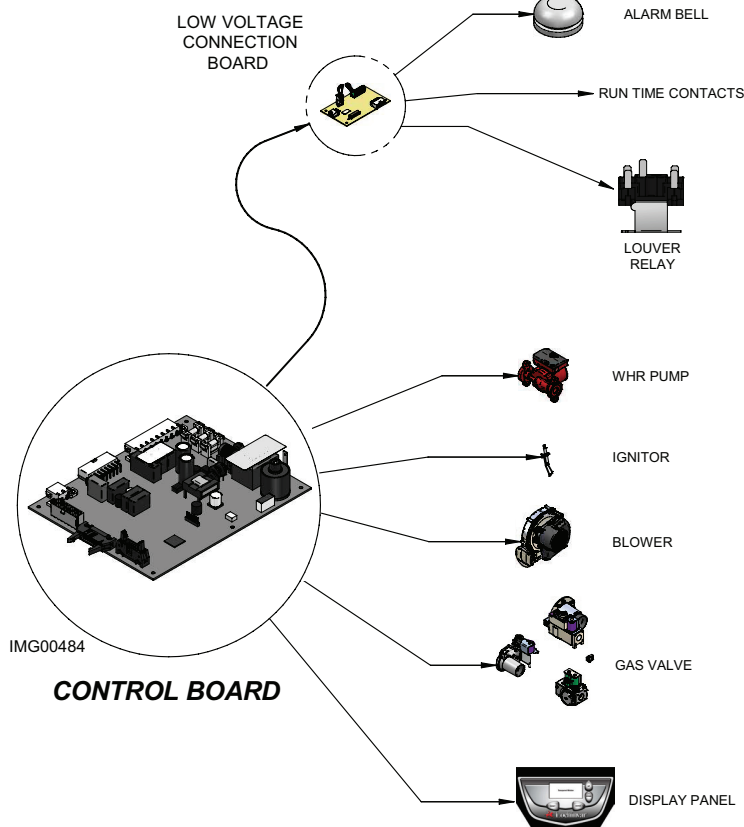 LOW VOLTAGE
CONNECTION
BOARD
ALARM BELL
RUN TIME CONTACTS
LOUVER
RELAY
WHR PUMP
IGNITOR
BLOWER
IMG00484
CONTROL BOARD
GAS VALVE
DISPLAY PANEL